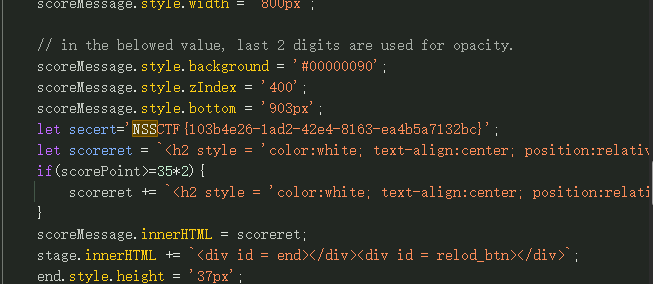 scoreMessage.style.width = '800px';
// in the belowed value, last 2 digits are used for opacity.
scoreMessage.style.background = '#00000090';
scoreMessage.style.zIndex = '400';
scoreMessage.style.bottom = '903px';
let secert='NSSCTF{103b4e26-1ad2-42e4-8163-ea4b5a7132bc}';
let scoreret = `<h2 style = 'color:white; text-align:center; position:relativ
if(scorePoint>=35*2){
scoreret += `<h2 style = 'color:white; text-align:center; position:relati
}
scoreMessage.innerHTML = scoreret;
stage.innerHTML += `<div id = end></div><div id = relod_btn></div>`;
end.style.height = '37px';